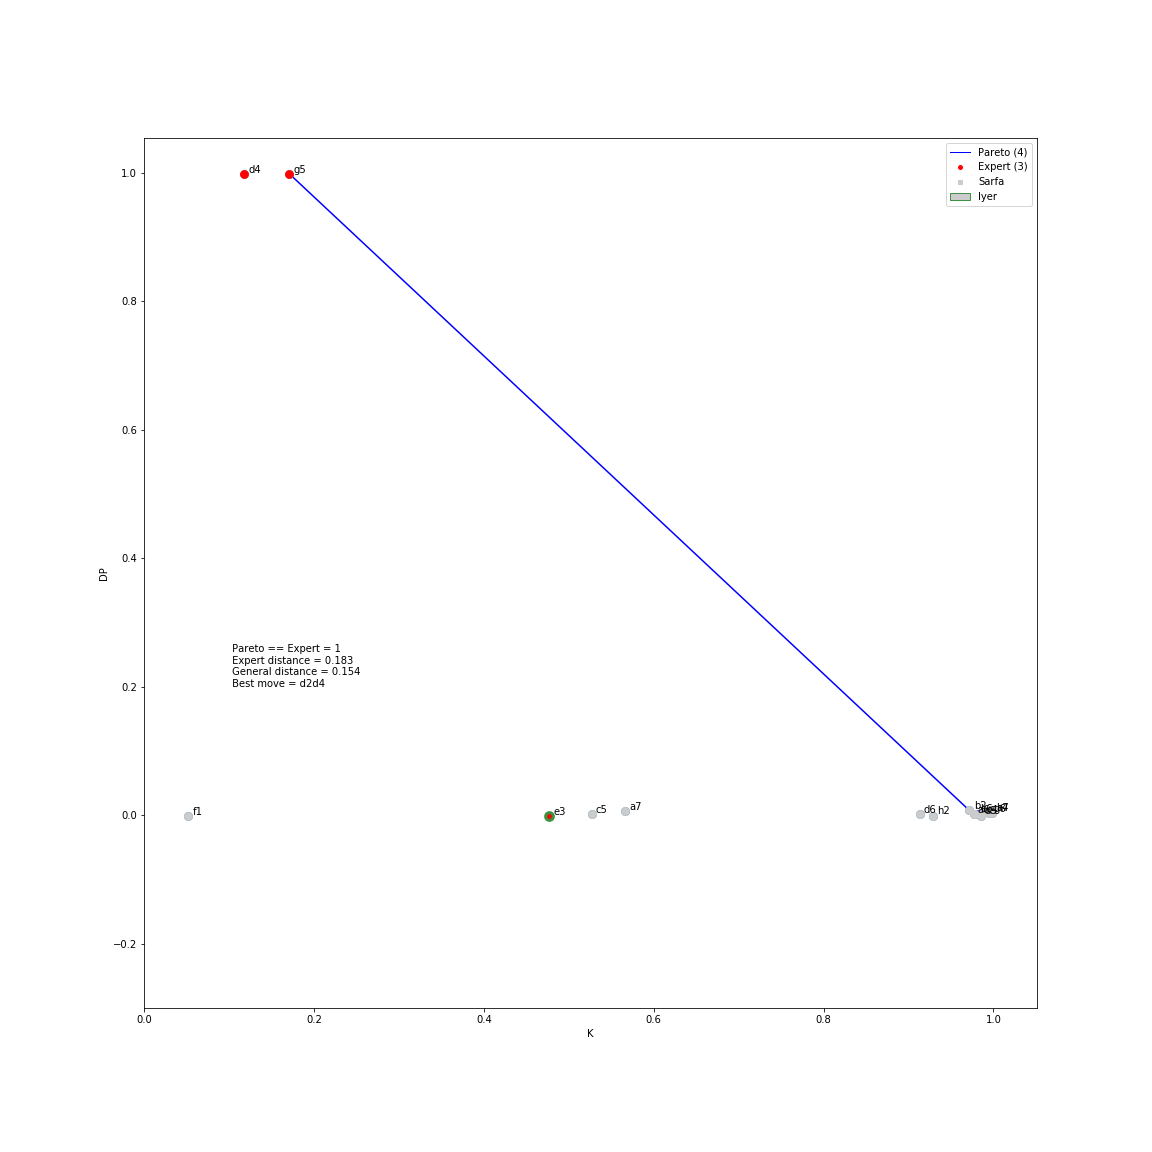 Pareto (4)
Expert (3)
Sarfa
Iyer
d4
g5
1.0
0.8
0.6
DP
0.4
Pareto == Expert = 1
Expert distance = 0.183
General distance = 0.154
Best move = d2d4
0.2
f1
e3
c5
a7
d6
h2
0.0
−0.2
0.0
0.2
0.4
0.6
0.8
1.0
K